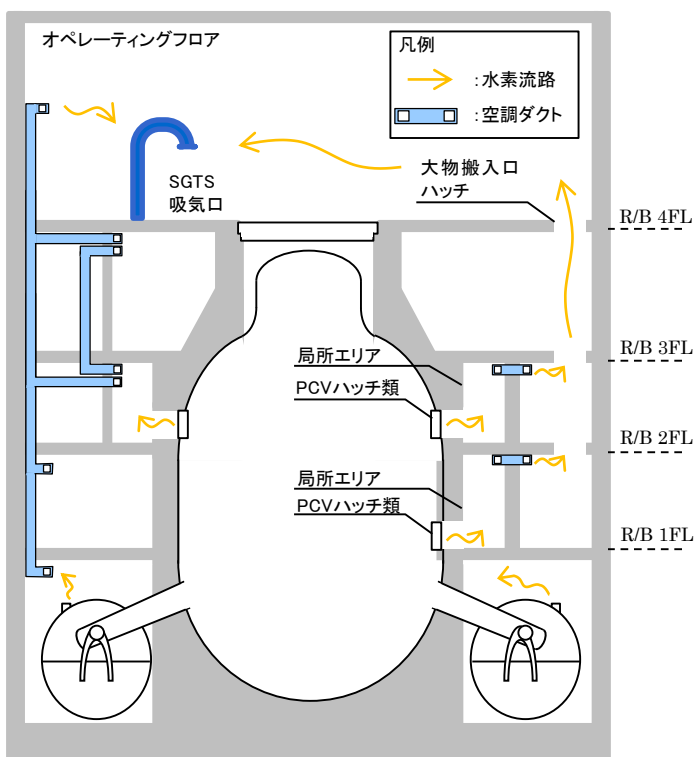 オペレーティングフロア
凡例
:水素流路
:空調ダクト
SGTS
吸気口
大物搬入口
ハッチ
R/B 4FL
局所エリア
R/B 3FL
PCVハッチ類
R/B 2FL
局所エリア
PCVハッチ類
R/B 1FL